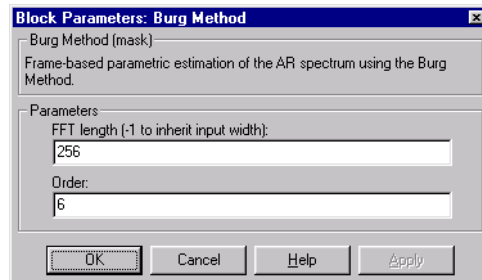 Block Parameters: Burg Method
Burg Method (mask)
Frame-based parametric estimation of the AR spectrum using the Burg
Method.
Parameters
FFT length (-1 to inherit input width):
256
Order:
6
OK Cancel Help Apply